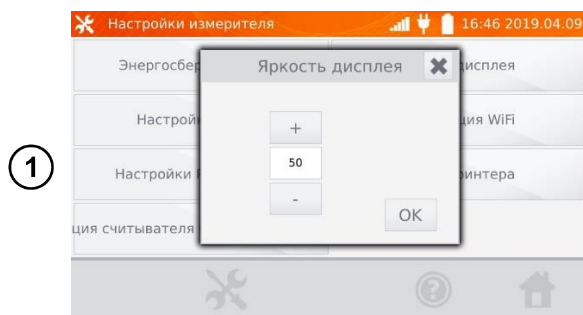 Настройки измерителя 16:46 2019.04.09
Яркость дисплея
Энергосбер
дисплея
Настрой
ция WiFi
+
50
1
Настройки
интера
-
OK
ция считывателя